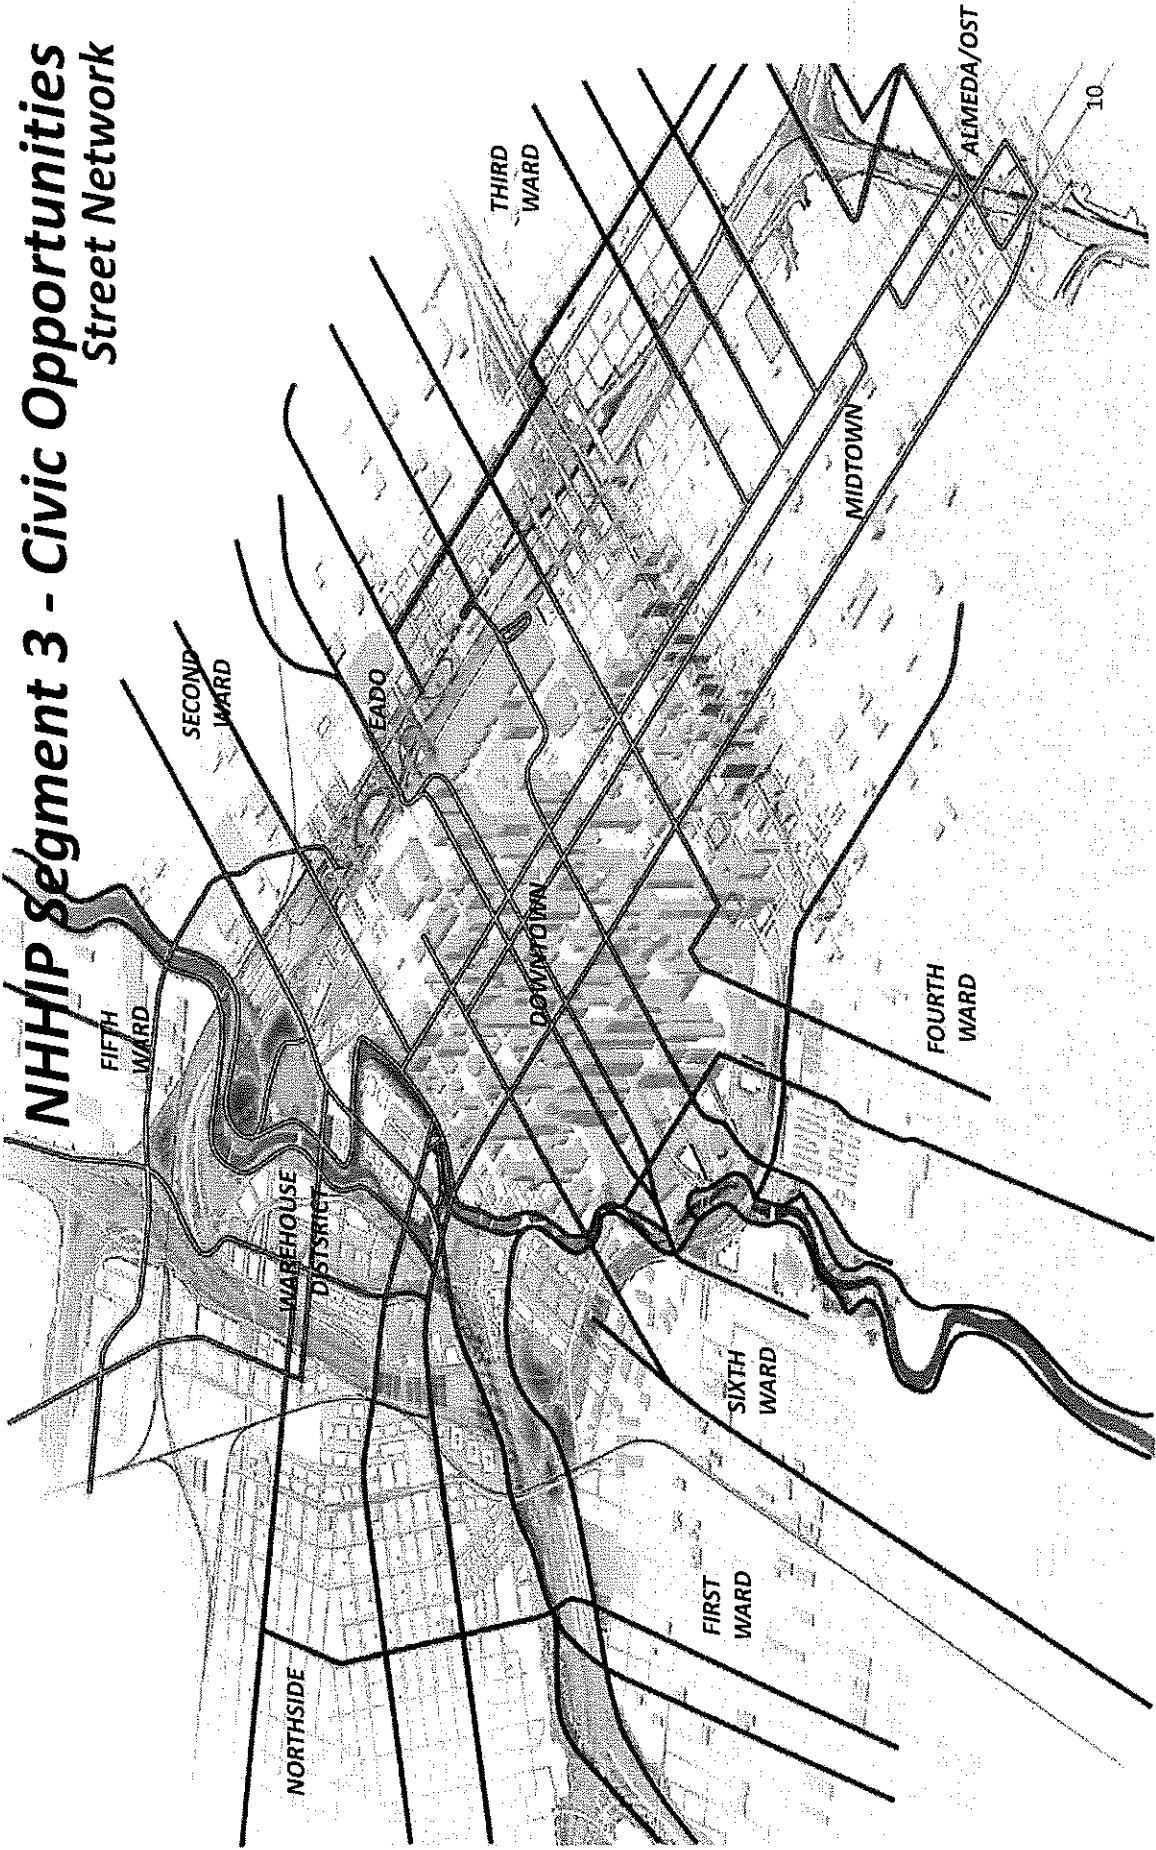 NHHIP Segment 3 - Civic Opportunities
Street Network
FIFTH
WARD
SECOND
WARD
EADO
THIRD
WARD
ALMEDA/OST
NORTHSIDE
WAREHOUSE
DISTSRICT
DOWNTOWN
MIDTOWN
FIRST
WARD
SIXTH
WARD
FOURTH
WARD
10